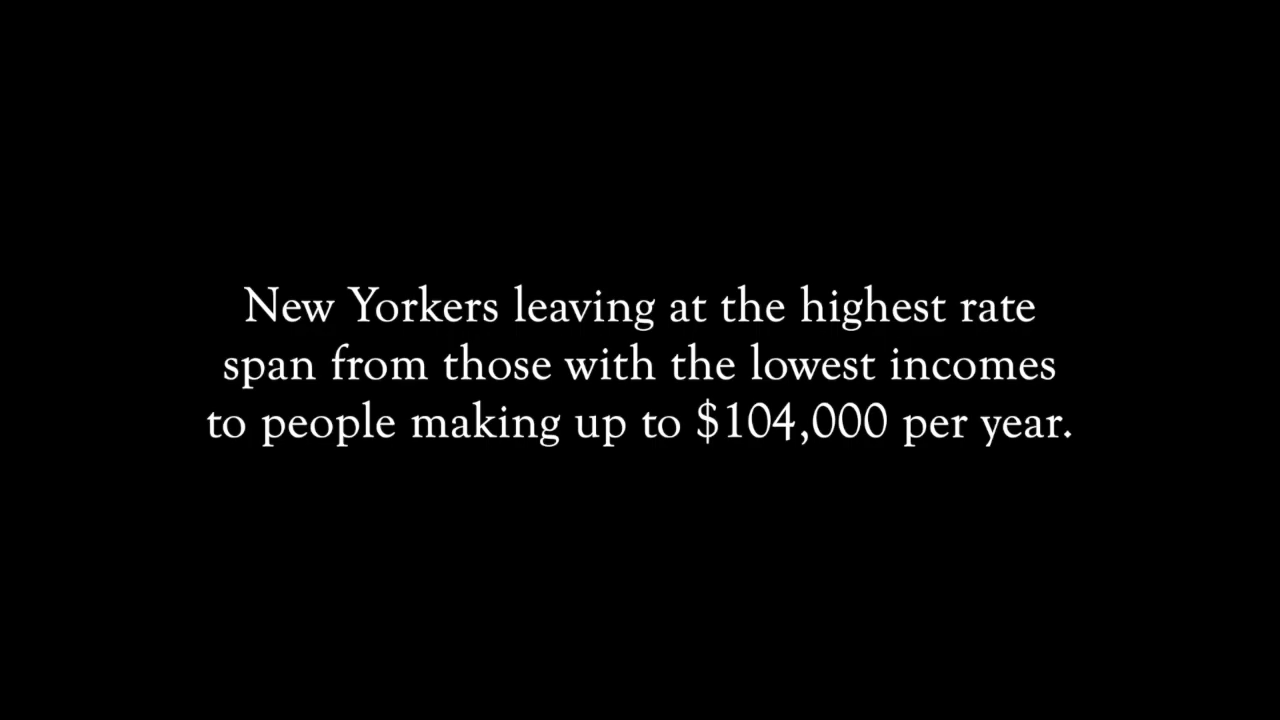 New Yorkers leaving at the highest rate
span from those with the lowest incomes
to people making up to $104,000 per year.